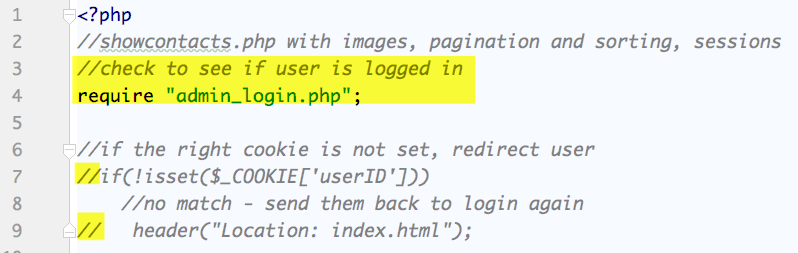 1 <?php
2 //showcontacts.php with images, pagination and sorting, sessions
3 //check to see if user is logged in
4 require "admin_login.php";
5
6 //if the right cookie is not set, redirect user
7 //if(!isset($_COOKIE['userID']))
8 //no match - send them back to login again
9 // header("Location: index.html");